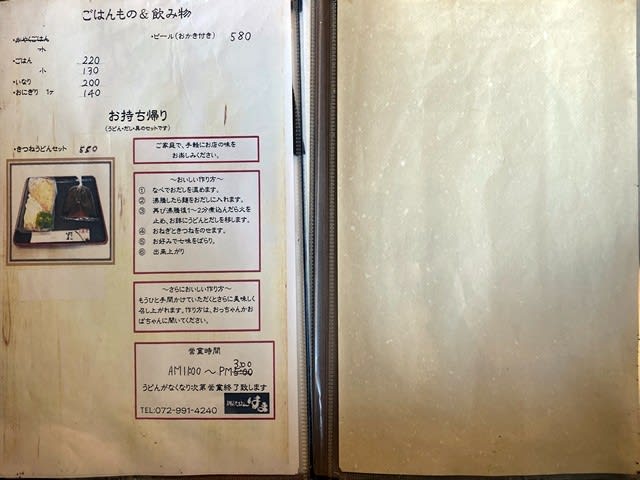 ごはんもの＆飲み物
・かやくごはん
小
・ごはん 220
小 130
・いなり 200
・おにぎり 1ヶ 140
・ビール(おかき付き) 580
お持ち帰り
(うどん・だし・具のセットです)
・きつねうどんセット 550
ご家庭で、手軽にお店の味を
お楽しみください。
～おいしい作り方～
① なべでおだしを温めます。
② 沸騰したら麺をおだしに入れます。
③ 再び沸騰後1～2分煮込んだら火を
止め、お鉢にうどんとだしを移します。
④ おねぎときつねをのせます。
⑤ お好みで七味をぱらり。
⑥ 出来上がり
～さらにおいしい作り方～
もうひと手間かけていただくとさらに美味しく
召し上がれます。作り方は、おっちゃんかお
ばちゃんに聞いてください。
営業時間
3:00
AM11:00 ～ PM5:00
うどんがなくなり次第営業終了致します
TEL:072-991-4240